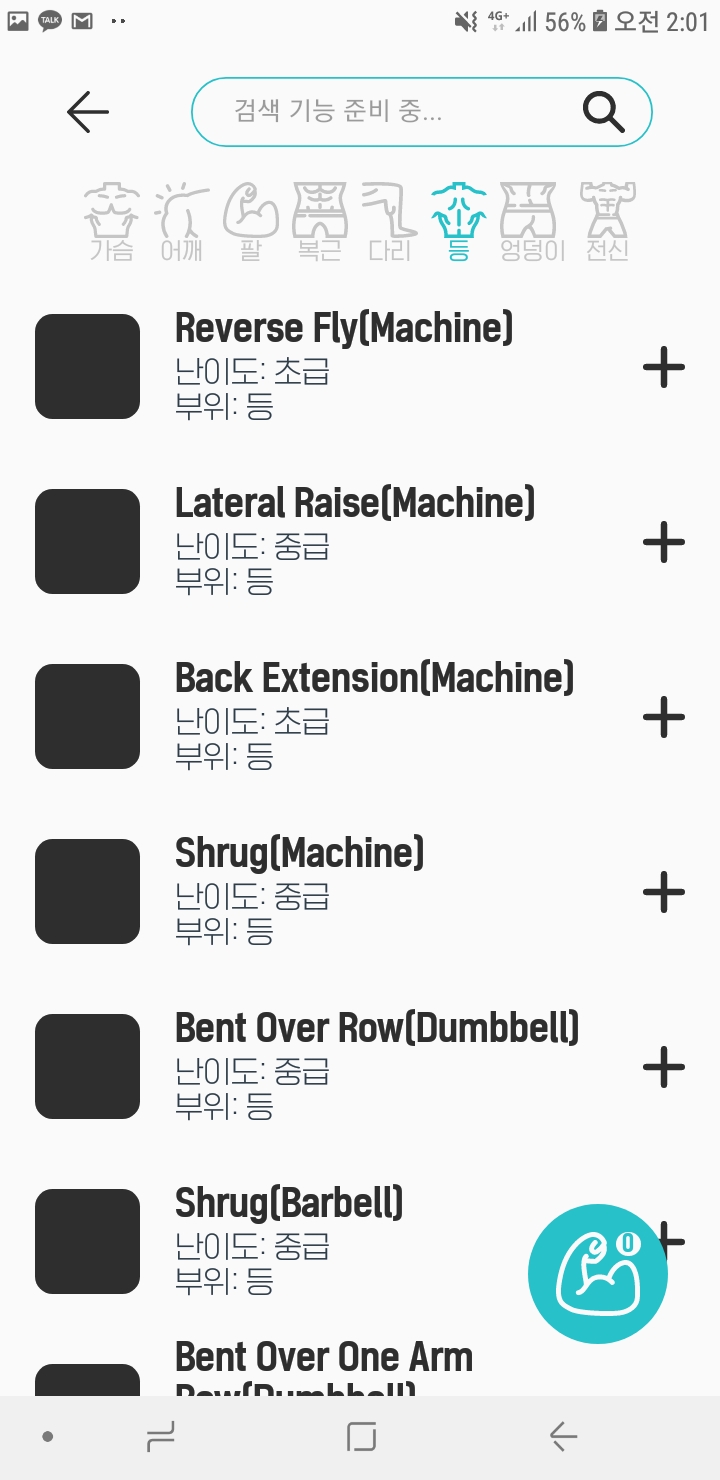 TALK
4G+
56%
오전 2:01
검색 기능 준비 중...
가슴
어깨
팔
복근
다리
등
엉덩이
전신
Reverse Fly(Machine)
난이도: 초급
부위: 등
Lateral Raise(Machine)
난이도: 중급
부위: 등
Back Extension(Machine)
난이도: 초급
부위: 등
Shrug(Machine)
난이도: 중급
부위: 등
Bent Over Row(Dumbbell)
난이도: 중급
부위: 등
Shrug(Barbell)
난이도: 중급
부위: 등
0
Bent Over One Arm
Row(Dumbbell)